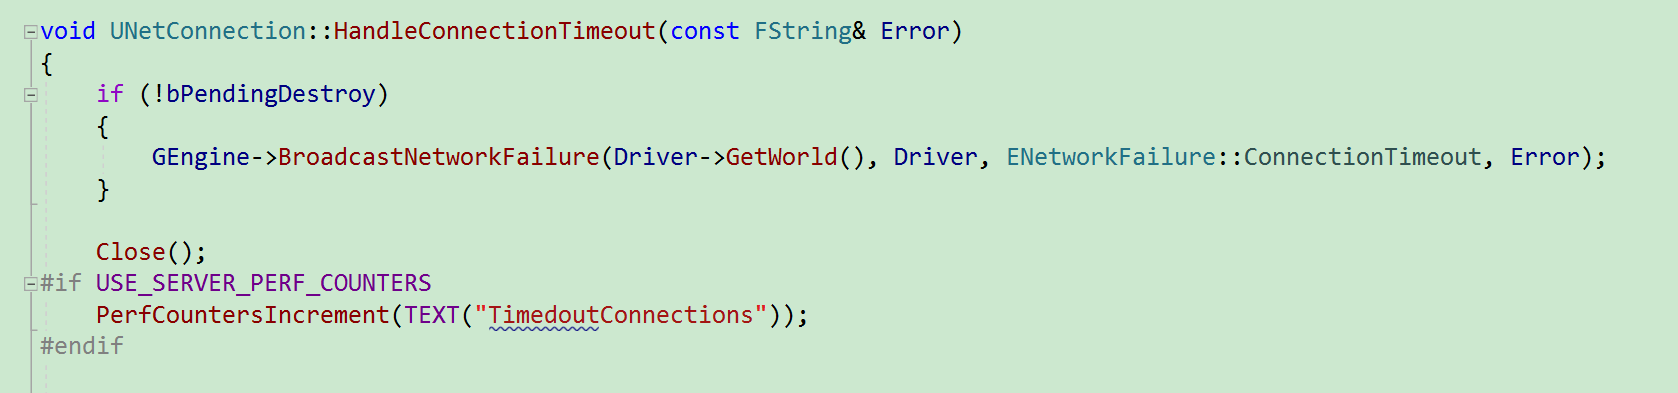 void UNetConnection::HandleConnectionTimeout(const FString& Error)
{
    if (!bPendingDestroy)
    {
        GEngine->BroadcastNetworkFailure(Driver->GetWorld(), Driver, ENetworkFailure::ConnectionTimeout, Error);
    }

    Close();
#if USE_SERVER_PERF_COUNTERS
    PerfCountersIncrement(TEXT("TimedoutConnections"));
#endif